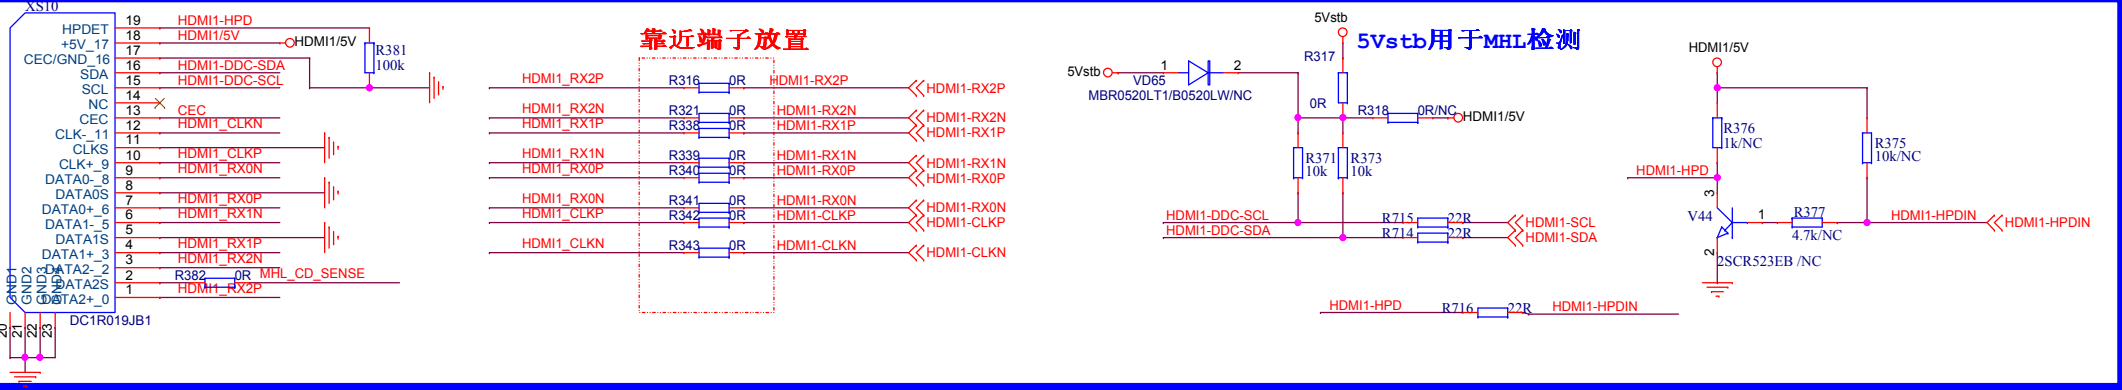 XS10
HPDET 19 HDMI1-HPD
+5V_17 18 HDMI1/5V HDMI1/5V
CEC/GND_16 17
SDA 16 HDMI1-DDC-SDA
SCL 15 HDMI1-DDC-SCL
NC 14
CEC 13 CEC
CLK-_11 12 HDMI1_CLKN
CLKS 11
CLK+_9 10 HDMI1_CLKP
DATA0-_8 9 HDMI1_RX0N
DATA0S 8
DATA0+_6 7 HDMI1_RX0P
DATA1-_5 6 HDMI1_RX1N
DATA1S 5
DATA1+_3 4 HDMI1_RX1P
DATA2-_2 3 HDMI1_RX2N
DATA2S 2 R382 0R MHL_CD_SENSE
DATA2+_0 1 HDMI1_RX2P
GND1
GND2
GND3
20
21
22
23
DC1R019JB1
R381
100k
靠近端子放置
HDMI1_RX2P R316 0R HDMI1-RX2P HDMI1-RX2P
HDMI1_RX2N R321 0R HDMI1-RX2N HDMI1-RX2N
HDMI1_RX1P R338 0R HDMI1-RX1P HDMI1-RX1P
HDMI1_RX1N R339 0R HDMI1-RX1N HDMI1-RX1N
HDMI1_RX0P R340 0R HDMI1-RX0P HDMI1-RX0P
HDMI1_RX0N R341 0R HDMI1-RX0N HDMI1-RX0N
HDMI1_CLKP R342 0R HDMI1-CLKP HDMI1-CLKP
HDMI1_CLKN R343 0R HDMI1-CLKN HDMI1-CLKN
5Vstb
5Vstb用于MHL检测
R317
0R
5Vstb 1 2
VD65
MBR0520LT1/B0520LW/NC
R318 0R/NC HDMI1/5V
R371
10k
R373
10k
HDMI1-DDC-SCL R715 22R HDMI1-SCL
HDMI1-DDC-SDA R714 22R HDMI1-SDA
HDMI1-HPD R716 22R HDMI1-HPDIN
HDMI1/5V
R376
1k/NC
R375
10k/NC
HDMI1-HPD
3
V44 1 R377 HDMI1-HPDIN HDMI1-HPDIN
4.7k/NC
2
2SCR523EB /NC